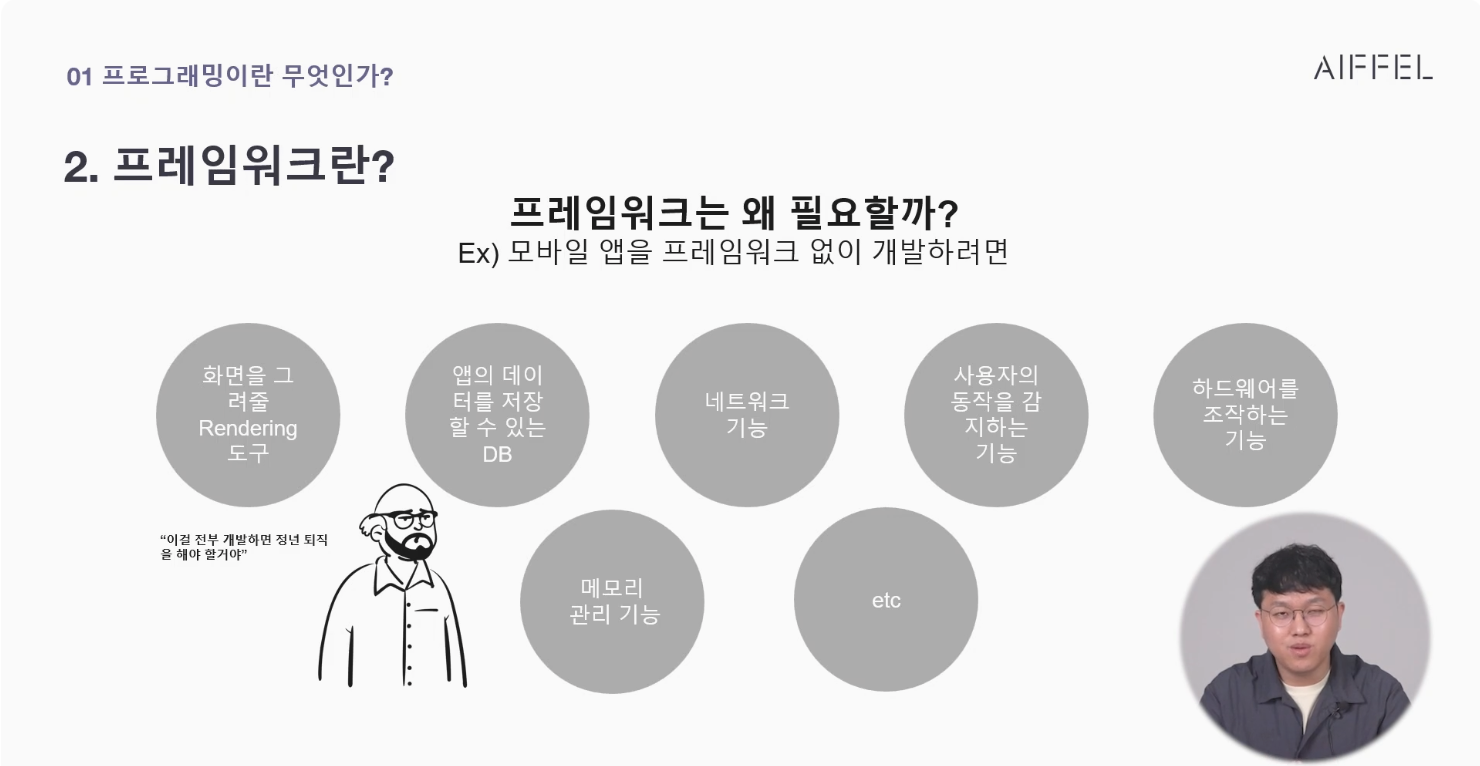 01 프로그래밍이란 무엇인가?
AIFFEL
2. 프레임워크란?
프레임워크는 왜 필요할까?
Ex) 모바일 앱을 프레임워크 없이 개발하려면
화면을 그
려줄
Rendering
도구
앱의 데이
터를 저장
할 수 있는
DB
네트워크
기능
사용자의
동작을 감
지하는
기능
하드웨어를
조작하는
기능
“이걸 전부 개발하면 정년 퇴직
을 해야 할거야”
메모리
관리 기능
etc